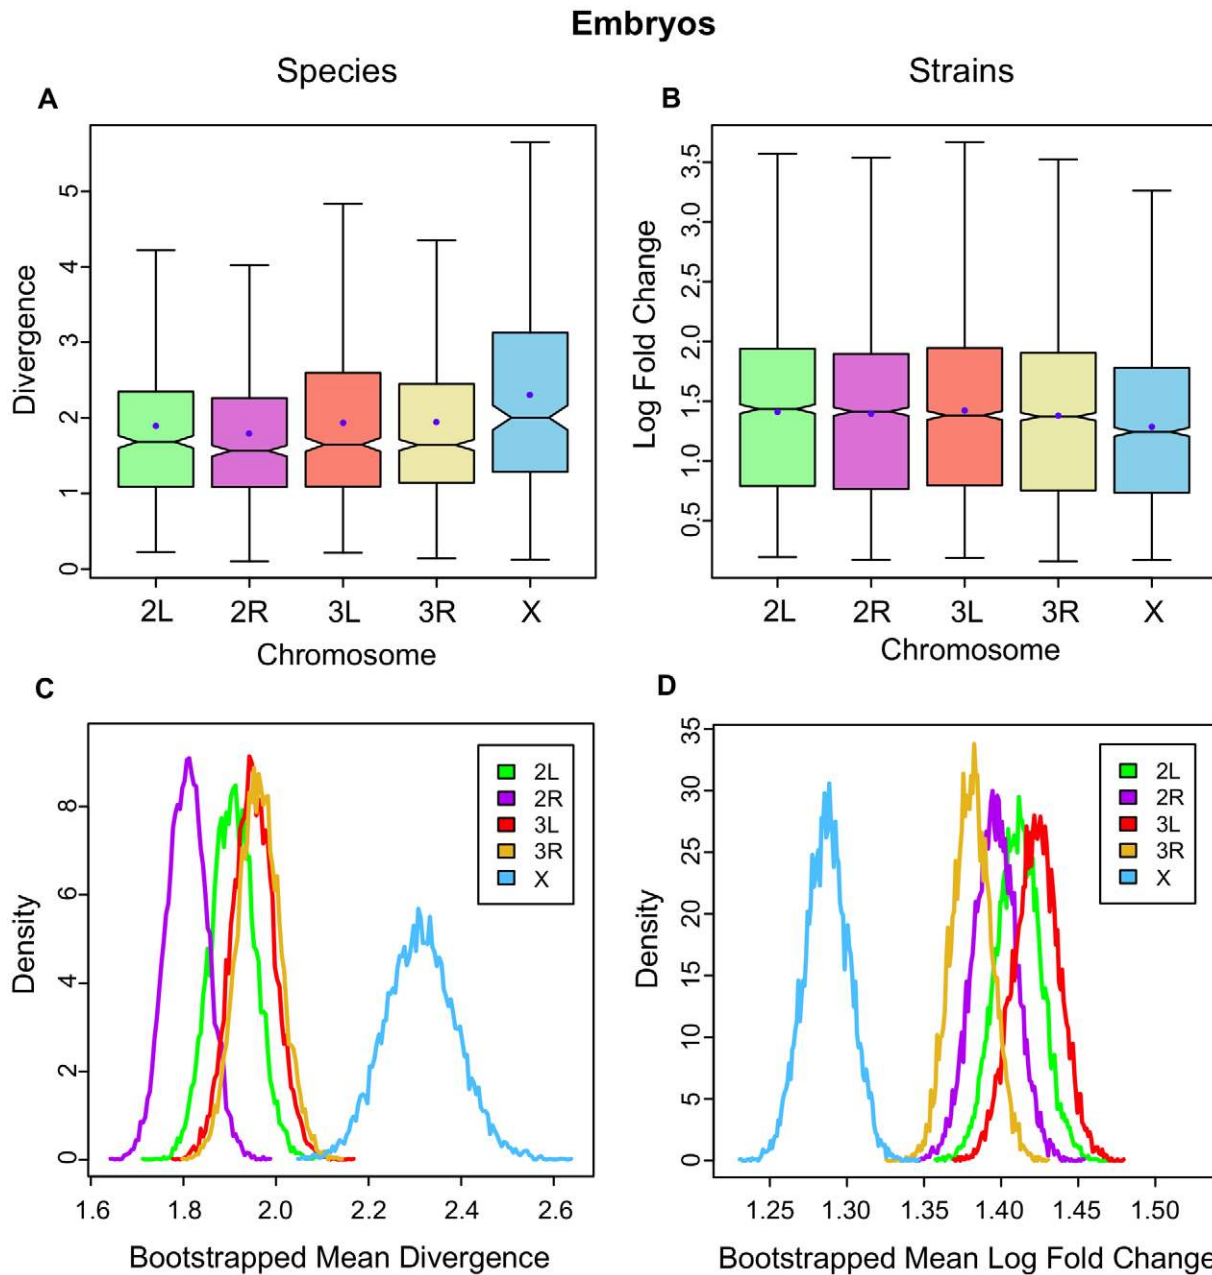 Embryos
Species
Strains
A
B
Divergence
0
1
2
3
4
5
2L 2R 3L 3R X
Chromosome
Log Fold Change
0.5
1.0
1.5
2.0
2.5
3.0
3.5
2L 2R 3L 3R X
Chromosome
C
D
Density
0
2
4
6
8
2L
2R
3L
3R
X
1.6 1.8 2.0 2.2 2.4 2.6
Bootstrapped Mean Divergence
Density
0
5
10
15
20
25
30
35
2L
2R
3L
3R
X
1.25 1.30 1.35 1.40 1.45 1.50
Bootstrapped Mean Log Fold Change